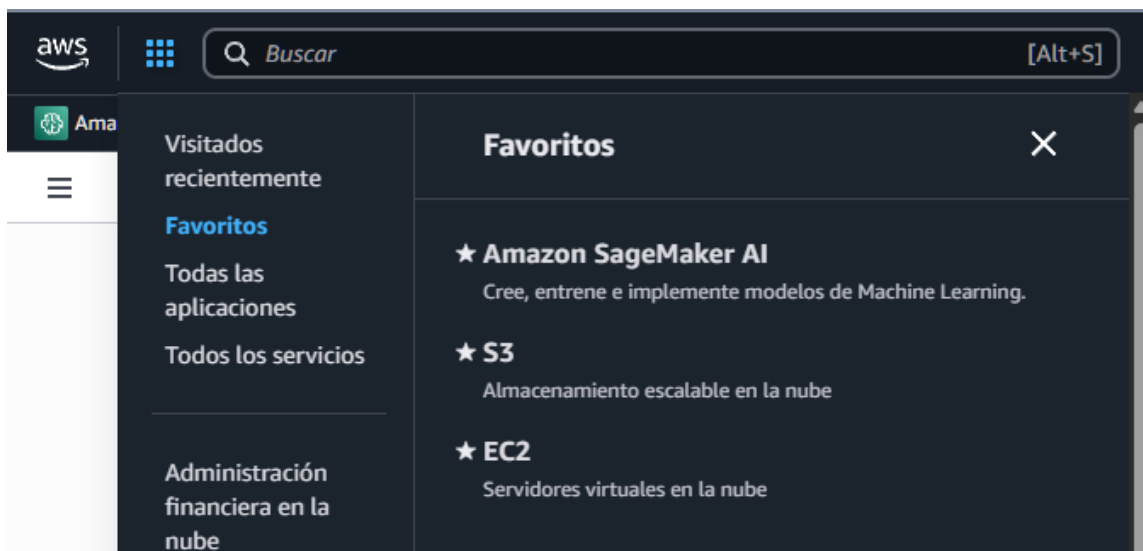 aws
Buscar [Alt+S]
Ama
Visitados
recientemente
Favoritos
Todas las
aplicaciones
Todos los servicios
Administración
financiera en la
nube
Favoritos
★ Amazon SageMaker AI
Cree, entrene e implemente modelos de Machine Learning.
★ S3
Almacenamiento escalable en la nube
★ EC2
Servidores virtuales en la nube